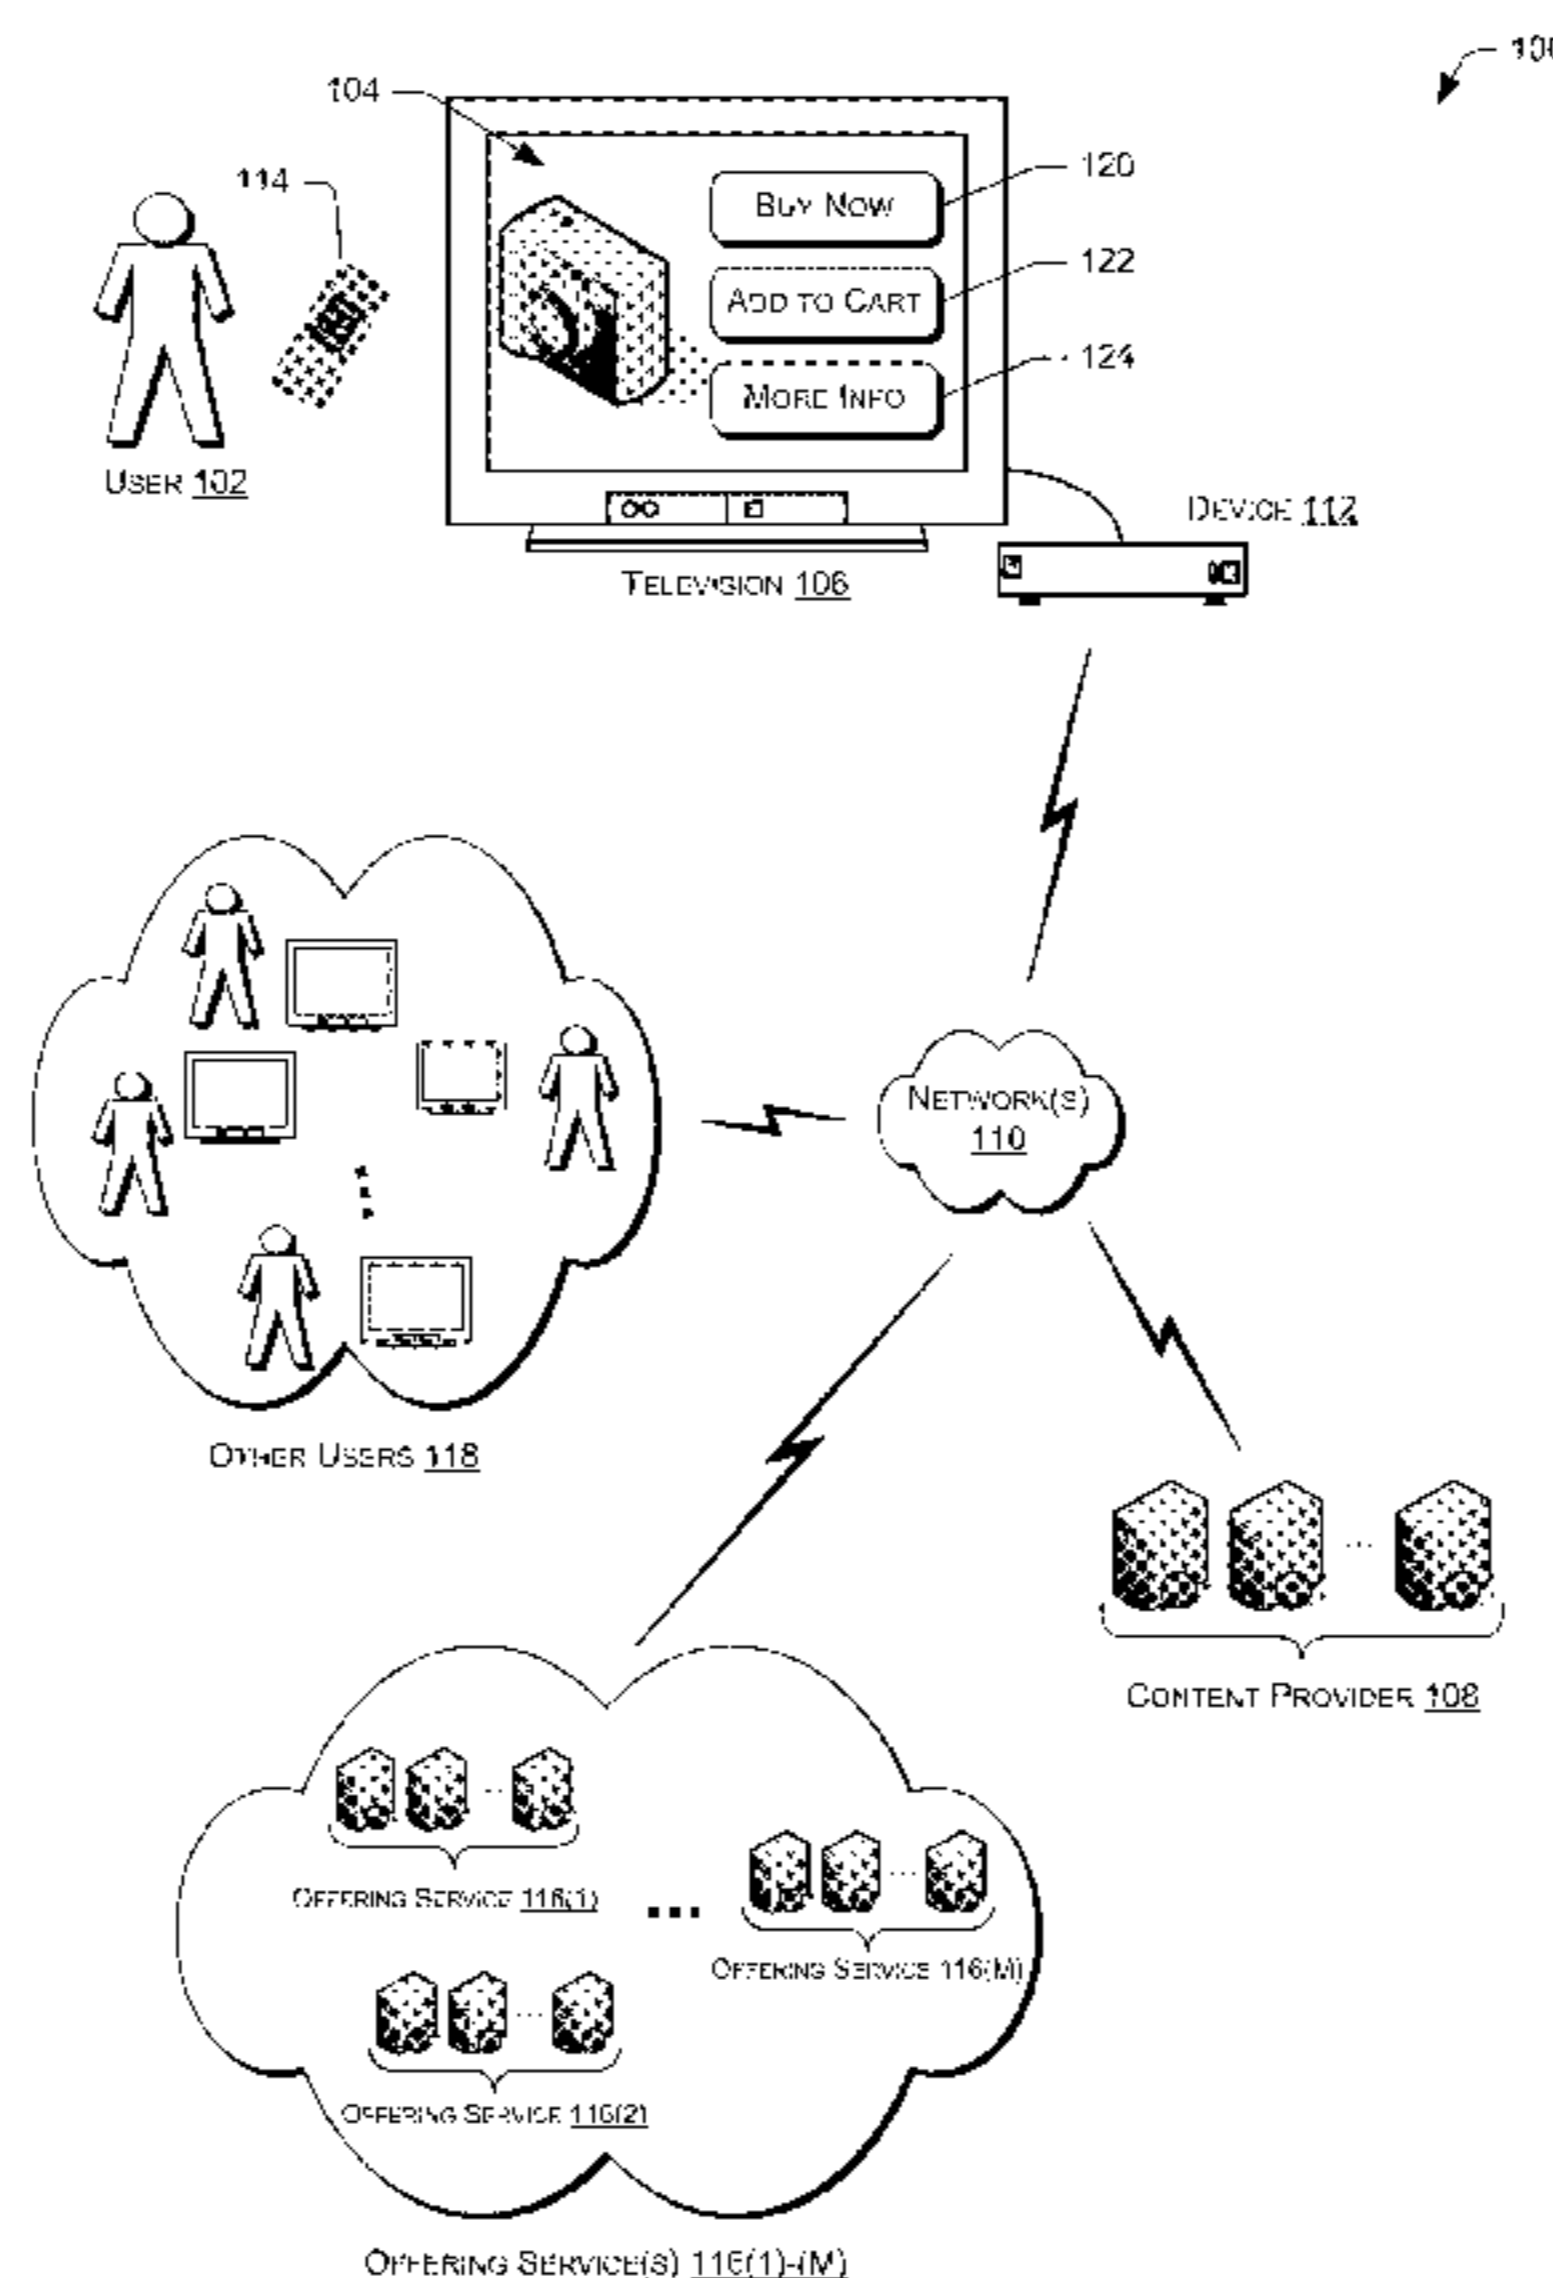 104
114
120
BUY NOW
122
ADD TO CART
124
MORE INFO
USER 102
DEVICE 112
TELEVISION 106
NETWORK(S)
110
OTHER USERS 118
CONTENT PROVIDER 108
OFFERING SERVICE 116(1)
OFFERING SERVICE 116(M)
OFFERING SERVICE 116(2)
OFFERING SERVICE(S) 116(1)-(M)